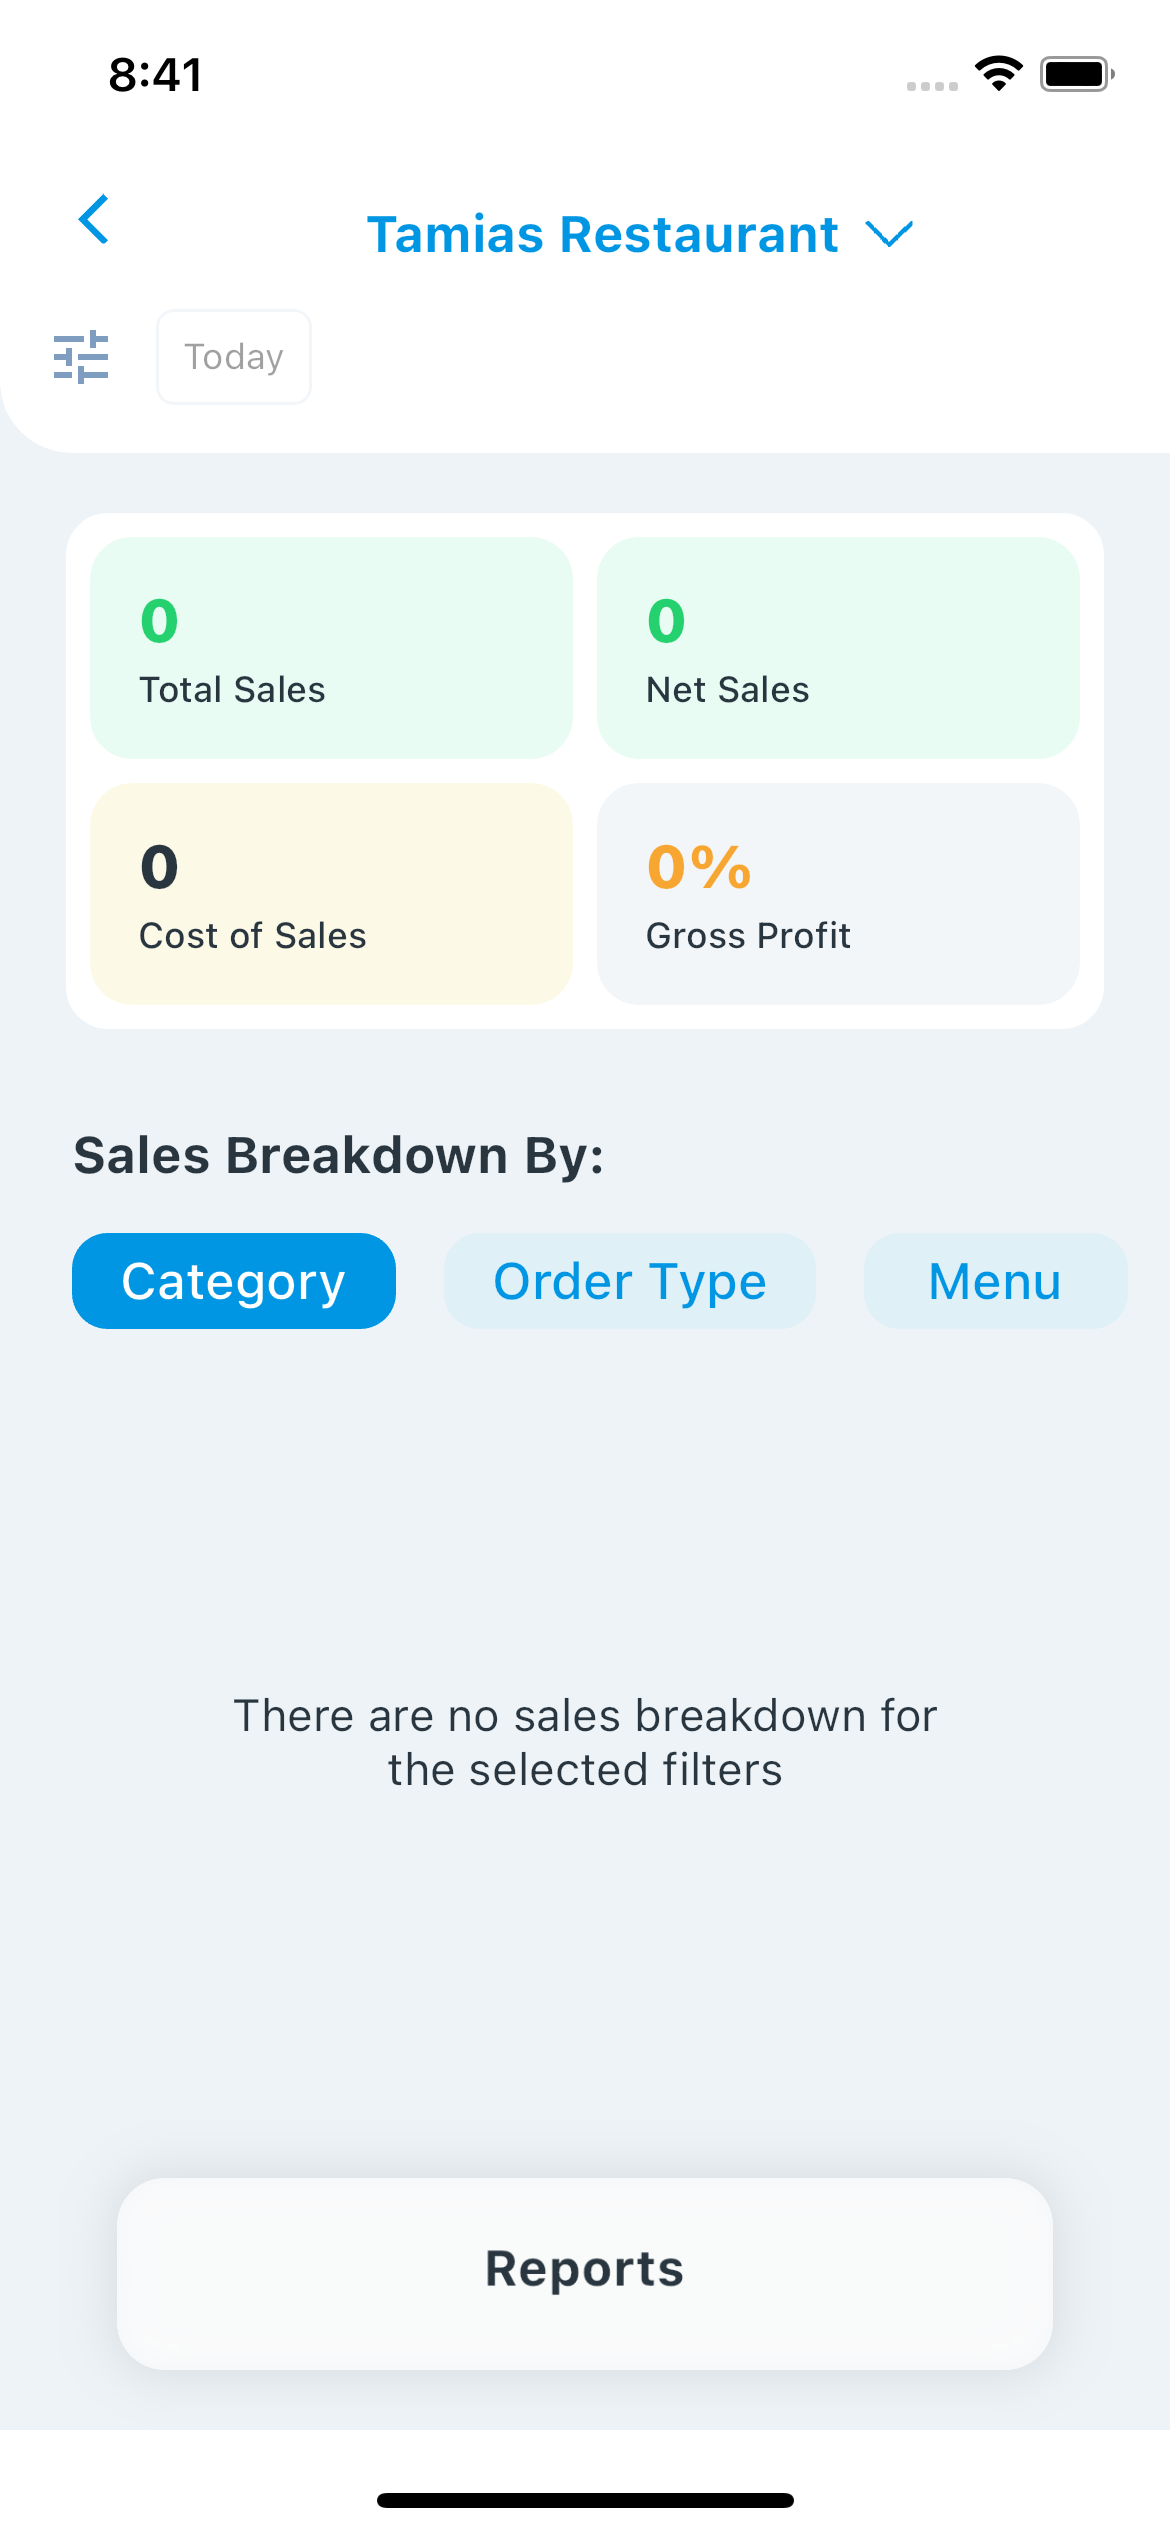 8:41
Tamias Restaurant
Today
0
Total Sales
0
Net Sales
0
Cost of Sales
0%
Gross Profit
Sales Breakdown By:
Category
Order Type
Menu
There are no sales breakdown for
the selected filters
Reports